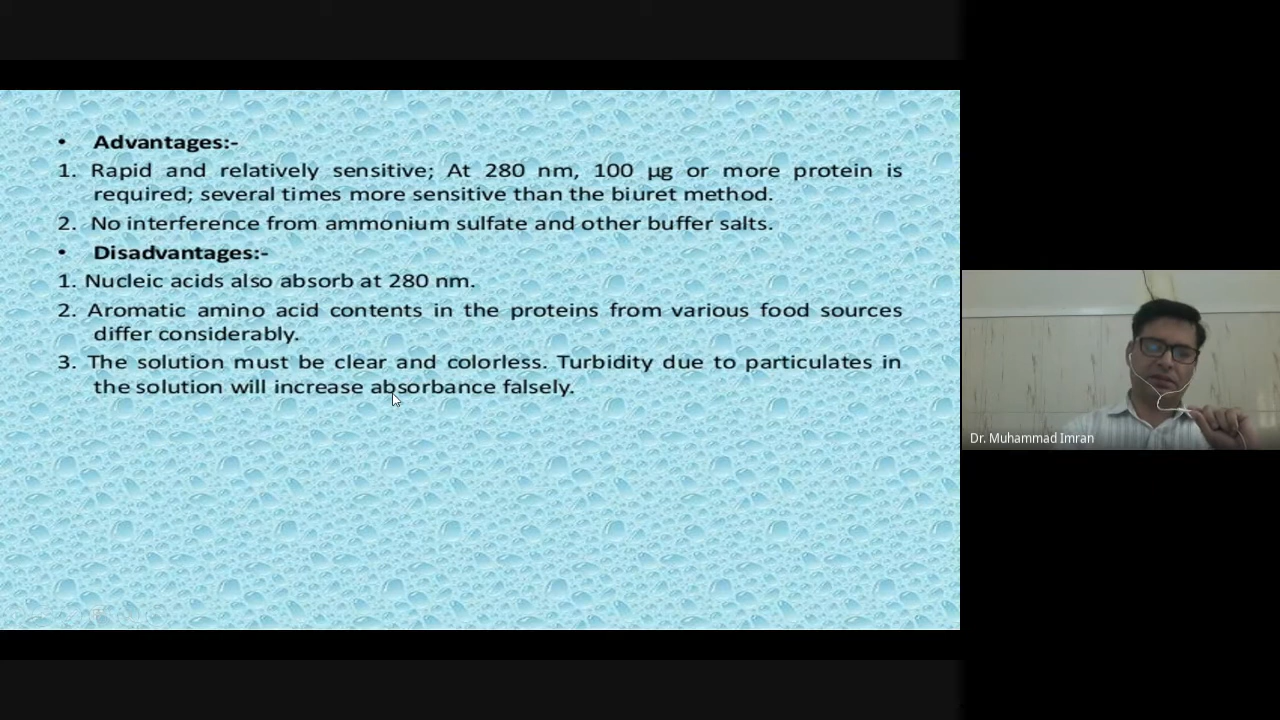 • Advantages:-
1. Rapid and relatively sensitive; At 280 nm, 100 μg or more protein is
required; several times more sensitive than the biuret method.
2. No interference from ammonium sulfate and other buffer salts.
• Disadvantages:-
1. Nucleic acids also absorb at 280 nm.
2. Aromatic amino acid contents in the proteins from various food sources
differ considerably.
3. The solution must be clear and colorless. Turbidity due to particulates in
the solution will increase absorbance falsely.
Dr. Muhammad Imran